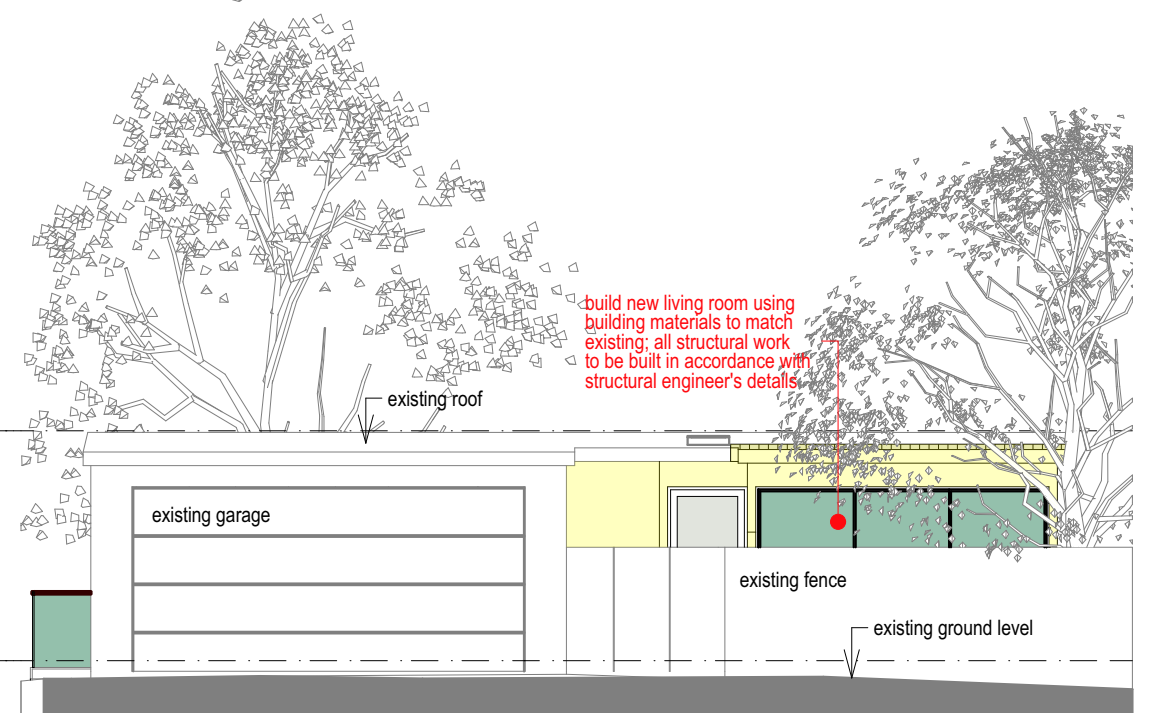 build new living room using
building materials to match
existing; all structural work
to be built in accordance with
structural engineer's details
existing roof
existing garage
existing fence
existing ground level